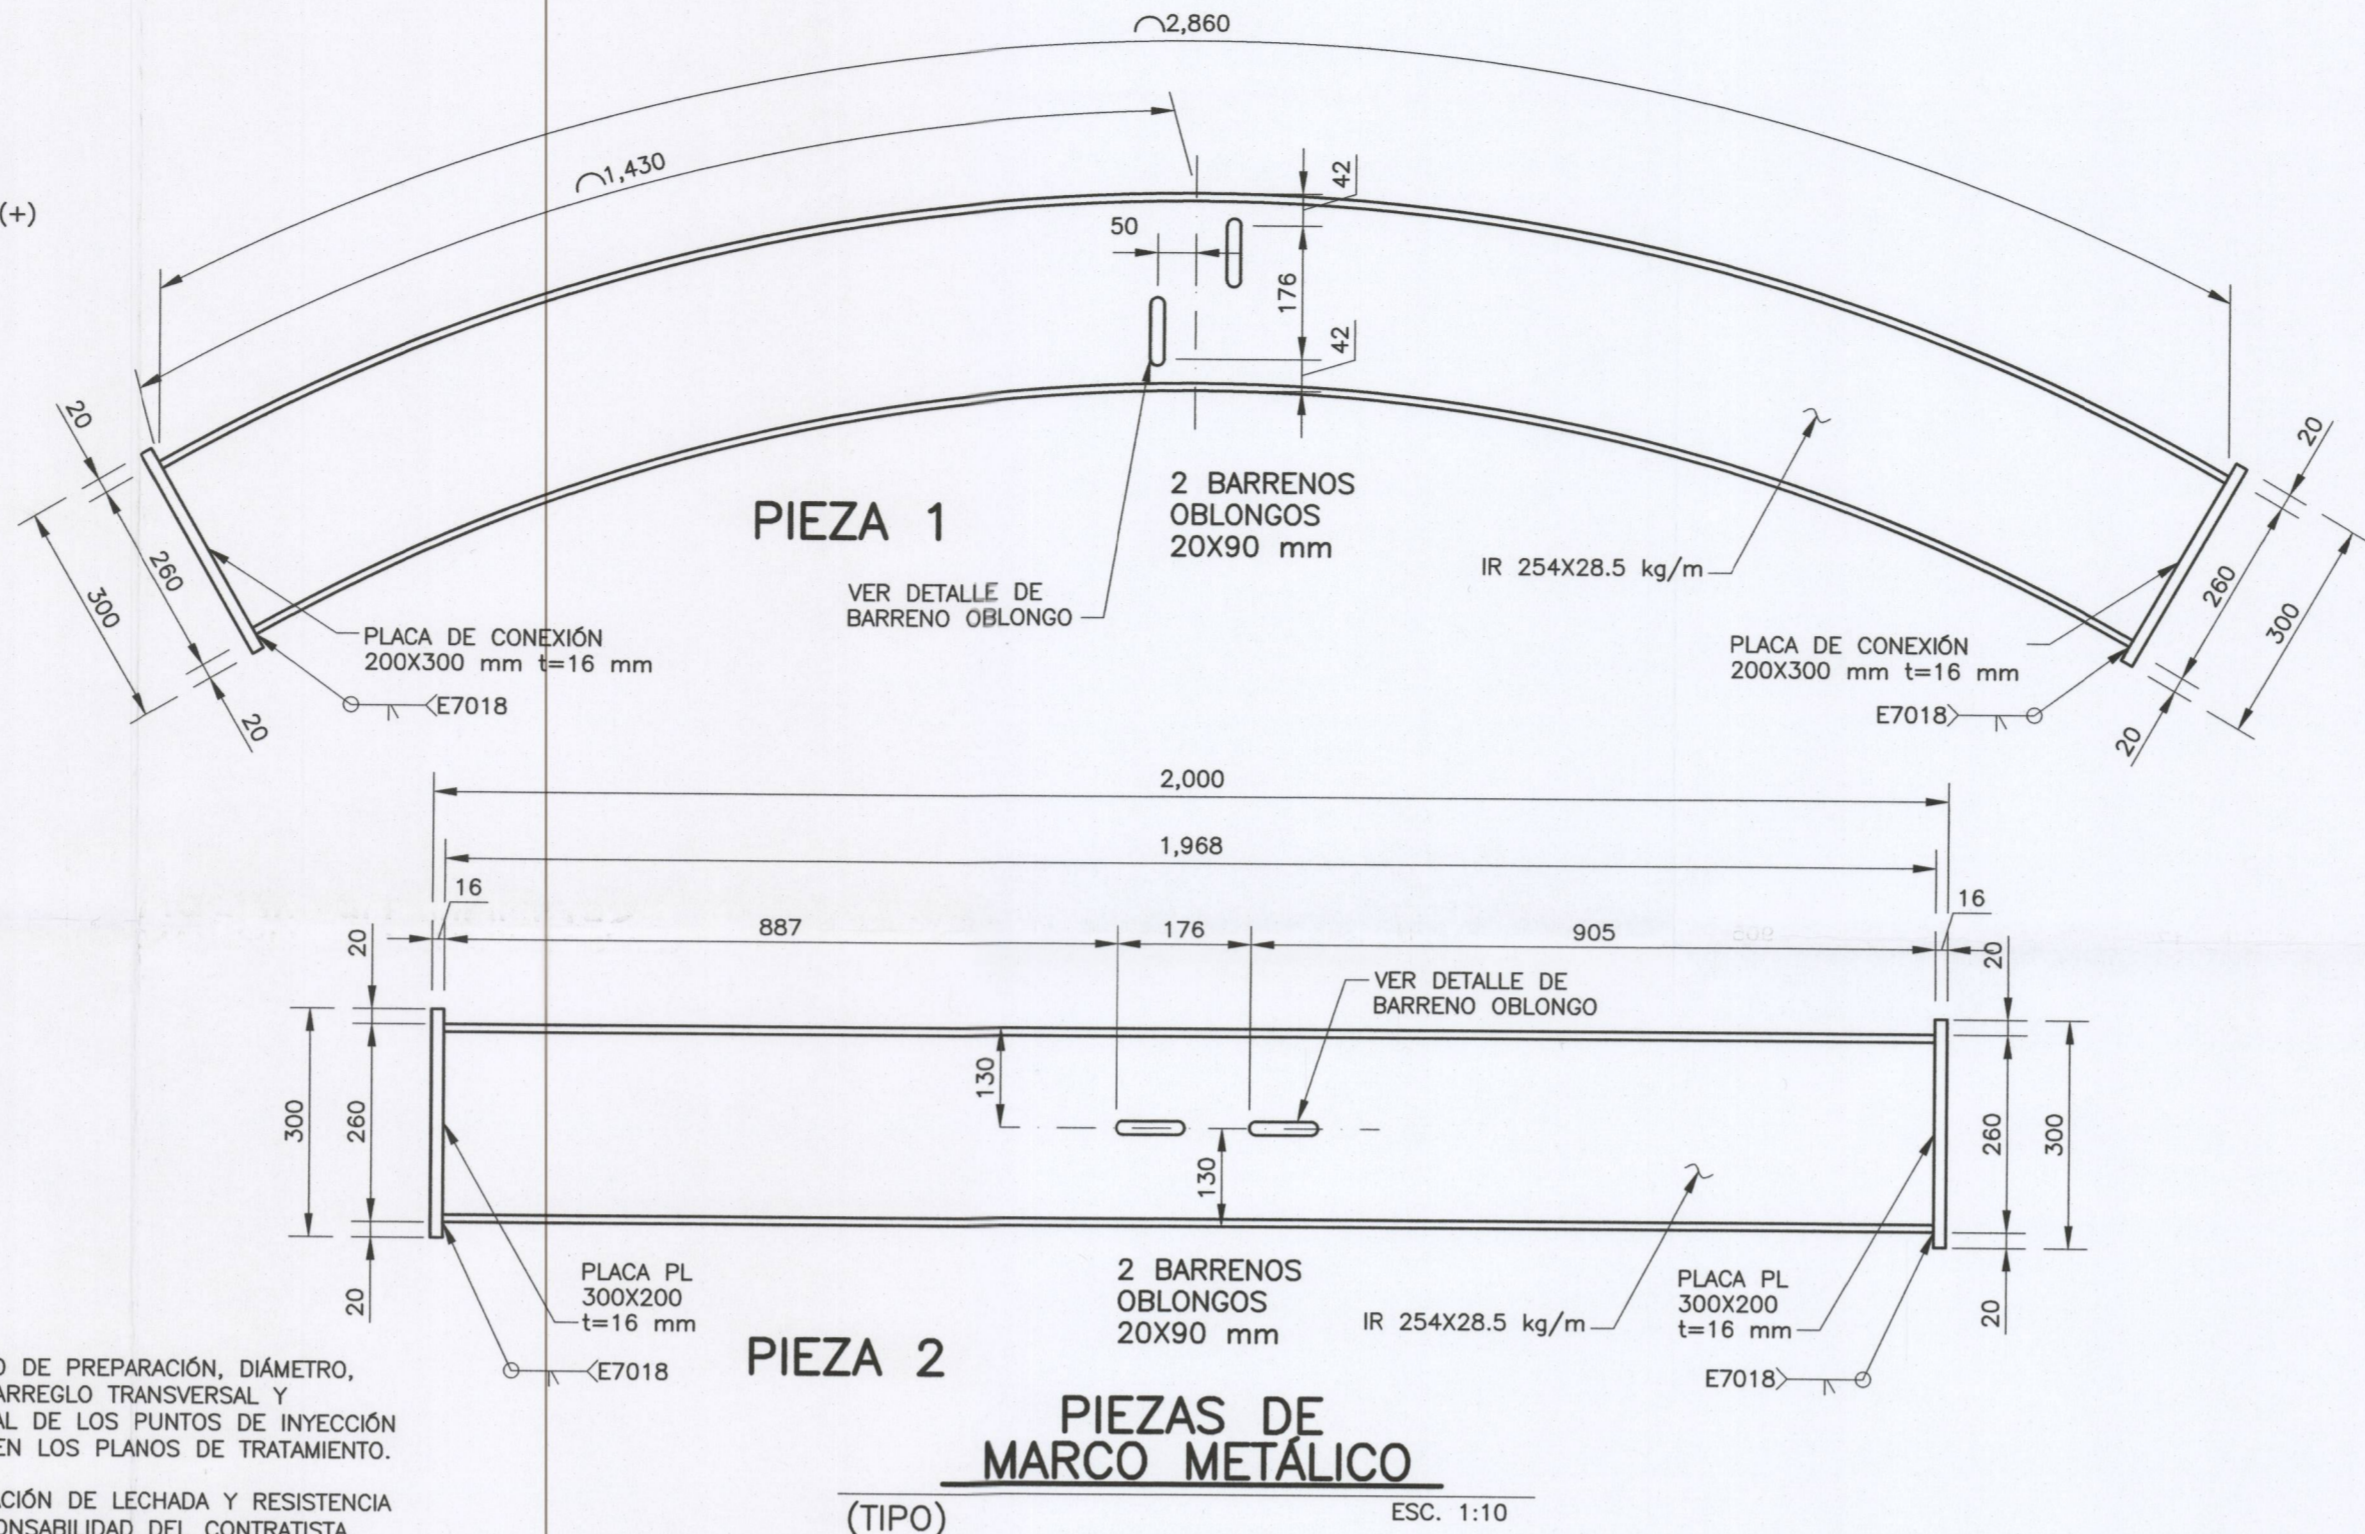 ⌒2,860
⌒1,430
(+)
42
50
176
42
20
260
300
20
20
260
300
20
PIEZA 1
2 BARRENOS
OBLONGOS
20X90 mm
IR 254X28.5 kg/m
VER DETALLE DE
BARRENO OBLONGO
PLACA DE CONEXIÓN
200X300 mm t=16 mm
E7018
PLACA DE CONEXIÓN
200X300 mm t=16 mm
E7018
2,000
1,968
16
16
887
176
905
20
20
VER DETALLE DE
BARRENO OBLONGO
130
130
300
260
260
300
20
20
PLACA PL
300X200
t=16 mm
E7018
2 BARRENOS
OBLONGOS
20X90 mm
IR 254X28.5 kg/m
PLACA PL
300X200
t=16 mm
E7018
PIEZA 2
PIEZAS DE
MARCO METÁLICO
(TIPO)
ESC. 1:10
DE PREPARACIÓN, DIÁMETRO,
ARREGLO TRANSVERSAL Y
DE LOS PUNTOS DE INYECCIÓN
EN LOS PLANOS DE TRATAMIENTO.
DE LECHADA Y RESISTENCIA
DEL CONTRATISTA